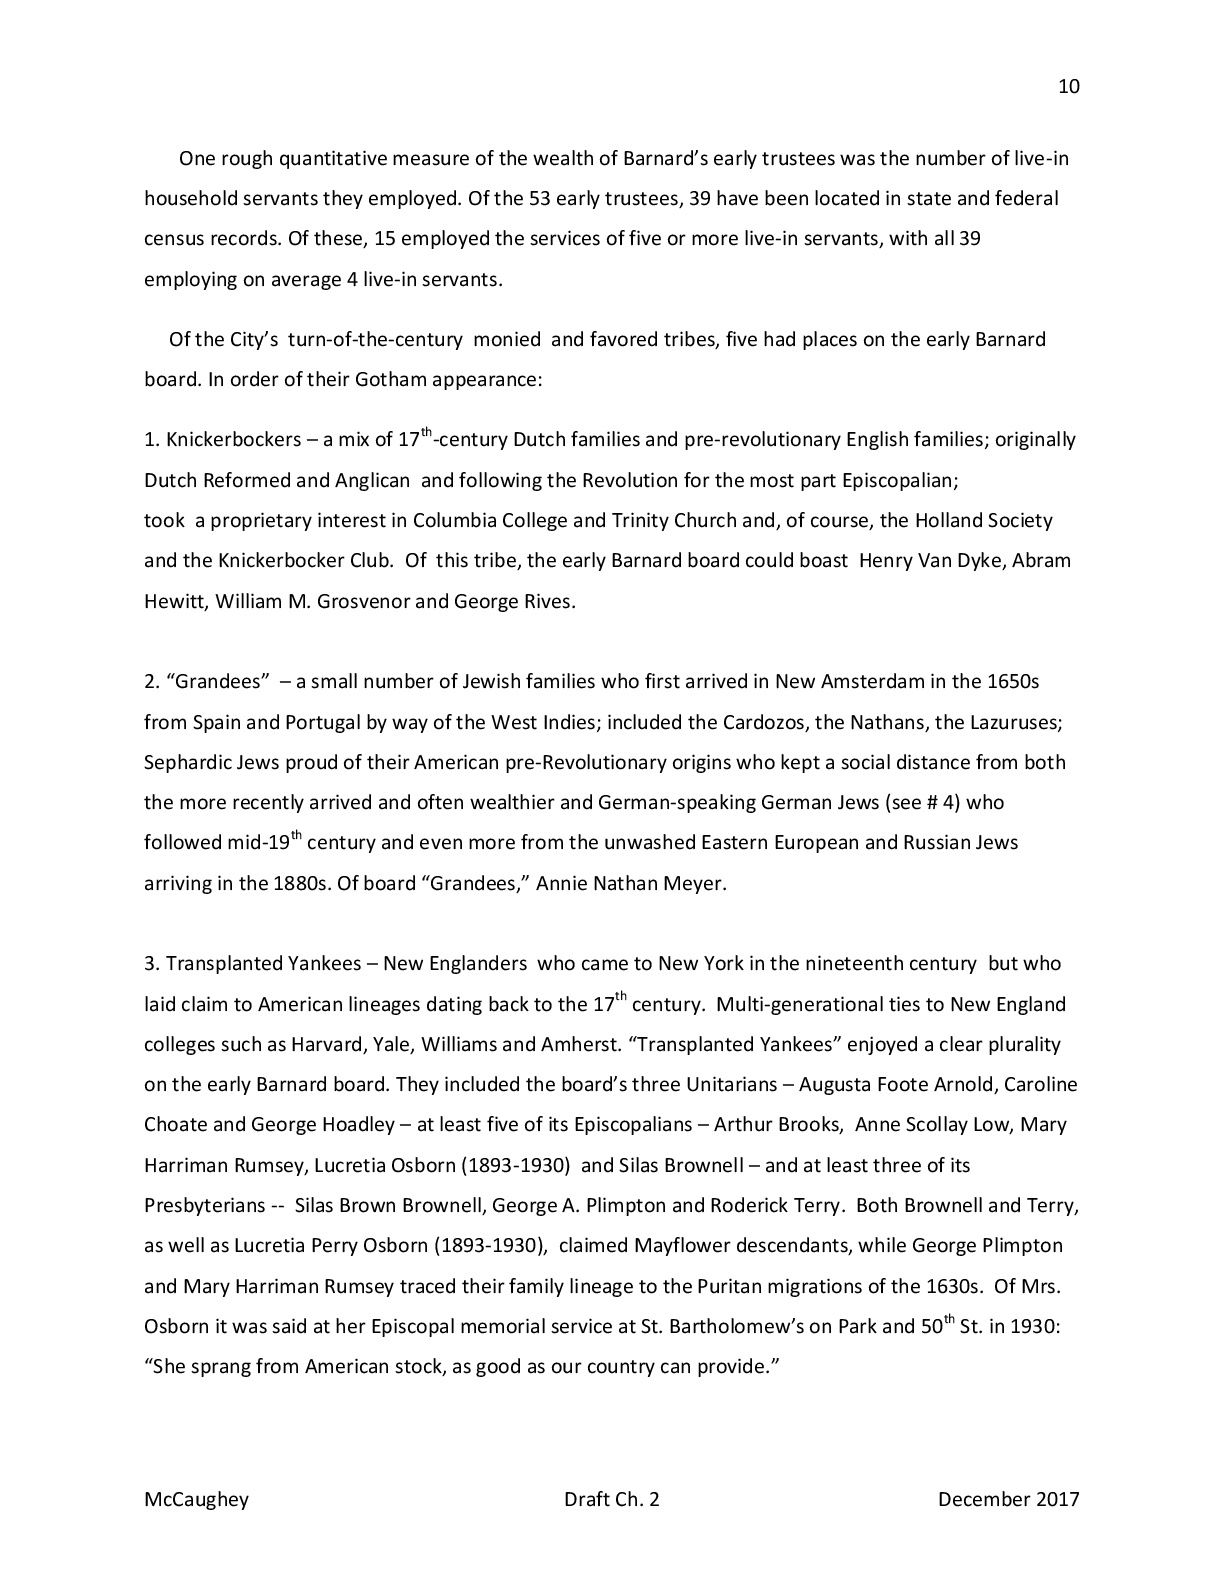 10
One rough quantitative measure of the wealth of Barnard’s early trustees was the number of live-in
household servants they employed. Of the 53 early trustees, 39 have been located in state and federal
census records. Of these, 15 employed the services of five or more live-in servants, with all 39
employing on average 4 live-in servants.
Of the City’s turn-of-the-century monied and favored tribes, five had places on the early Barnard
board. In order of their Gotham appearance:
1. Knickerbockers – a mix of 17th-century Dutch families and pre-revolutionary English families; originally
Dutch Reformed and Anglican and following the Revolution for the most part Episcopalian;
took a proprietary interest in Columbia College and Trinity Church and, of course, the Holland Society
and the Knickerbocker Club. Of this tribe, the early Barnard board could boast Henry Van Dyke, Abram
Hewitt, William M. Grosvenor and George Rives.
2. “Grandees” – a small number of Jewish families who first arrived in New Amsterdam in the 1650s
from Spain and Portugal by way of the West Indies; included the Cardozos, the Nathans, the Lazuruses;
Sephardic Jews proud of their American pre-Revolutionary origins who kept a social distance from both
the more recently arrived and often wealthier and German-speaking German Jews (see # 4) who
followed mid-19th century and even more from the unwashed Eastern European and Russian Jews
arriving in the 1880s. Of board “Grandees,” Annie Nathan Meyer.
3. Transplanted Yankees – New Englanders who came to New York in the nineteenth century but who
laid claim to American lineages dating back to the 17th century. Multi-generational ties to New England
colleges such as Harvard, Yale, Williams and Amherst. “Transplanted Yankees” enjoyed a clear plurality
on the early Barnard board. They included the board’s three Unitarians – Augusta Foote Arnold, Caroline
Choate and George Hoadley – at least five of its Episcopalians – Arthur Brooks, Anne Scollay Low, Mary
Harriman Rumsey, Lucretia Osborn (1893-1930) and Silas Brownell – and at least three of its
Presbyterians -- Silas Brown Brownell, George A. Plimpton and Roderick Terry. Both Brownell and Terry,
as well as Lucretia Perry Osborn (1893-1930), claimed Mayflower descendants, while George Plimpton
and Mary Harriman Rumsey traced their family lineage to the Puritan migrations of the 1630s. Of Mrs.
Osborn it was said at her Episcopal memorial service at St. Bartholomew’s on Park and 50th St. in 1930:
“She sprang from American stock, as good as our country can provide.”
McCaughey Draft Ch. 2 December 2017